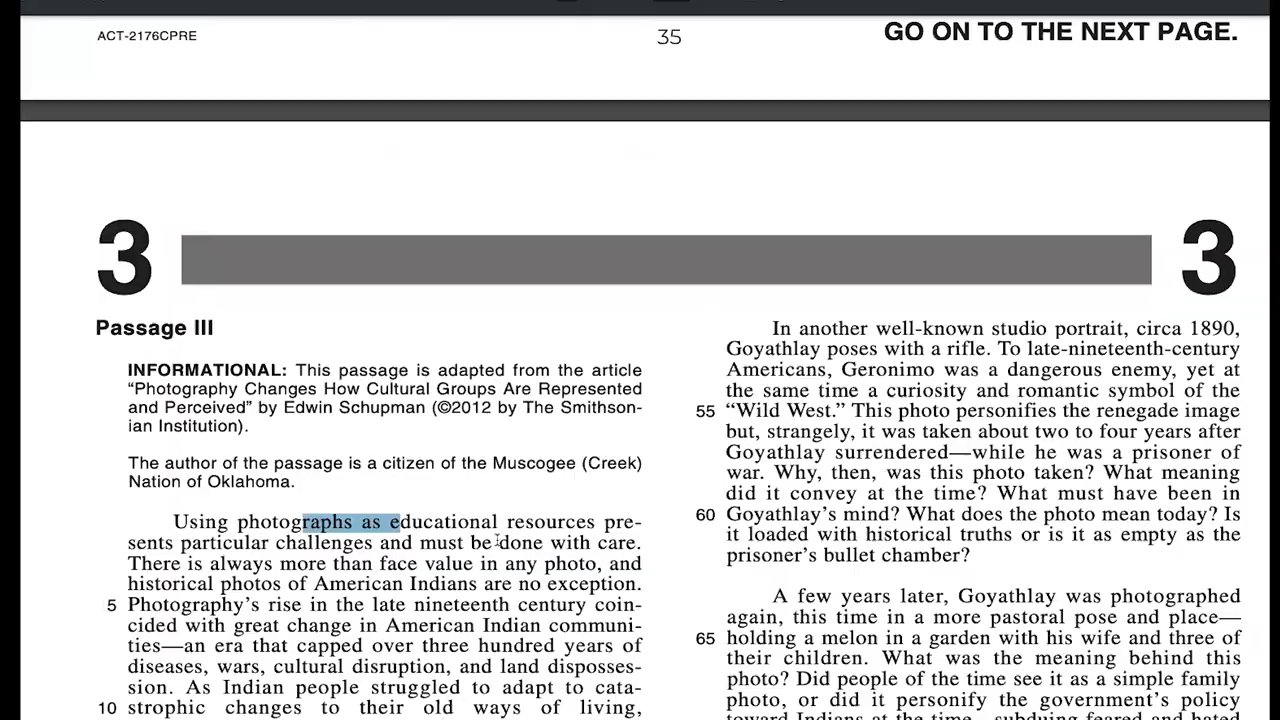 ACT-2176CPRE
35
GO ON TO THE NEXT PAGE.
3
3
Passage III
INFORMATIONAL: This passage is adapted from the article
“Photography Changes How Cultural Groups Are Represented
and Perceived” by Edwin Schupman (©2012 by The Smithson-
ian Institution).
The author of the passage is a citizen of the Muscogee (Creek)
Nation of Oklahoma.
Using photographs as educational resources pre-
sents particular challenges and must be done with care.
There is always more than face value in any photo, and
historical photos of American Indians are no exception.
5 Photography’s rise in the late nineteenth century coin-
cided with great change in American Indian communi-
ties—an era that capped over three hundred years of
diseases, wars, cultural disruption, and land disposses-
sion. As Indian people struggled to adapt to cata-
10 strophic changes to their old ways of living,
In another well-known studio portrait, circa 1890,
Goyathlay poses with a rifle. To late-nineteenth-century
Americans, Geronimo was a dangerous enemy, yet at
the same time a curiosity and romantic symbol of the
55 “Wild West.” This photo personifies the renegade image
but, strangely, it was taken about two to four years after
Goyathlay surrendered—while he was a prisoner of
war. Why, then, was this photo taken? What meaning
did it convey at the time? What must have been in
60 Goyathlay’s mind? What does the photo mean today? Is
it loaded with historical truths or is it as empty as the
prisoner’s bullet chamber?
A few years later, Goyathlay was photographed
again, this time in a more pastoral pose and place—
65 holding a melon in a garden with his wife and three of
their children. What was the meaning behind this
photo? Did people of the time see it as a simple family
photo, or did it personify the government’s policy
toward Indians at the time—subduing feared and hated